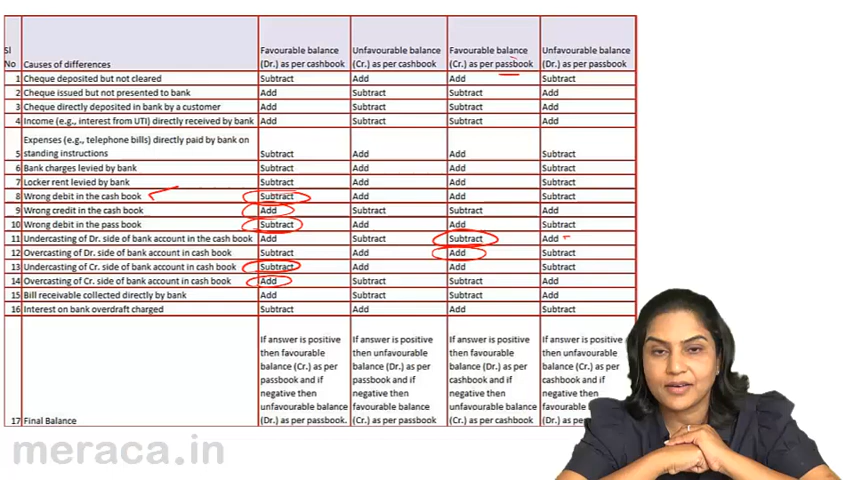 Sl
No
Causes of differences
Favourable balance
(Dr.) as per cashbook
Unfavourable balance
(Cr.) as per cashbook
Favourable balance
(Cr.) as per passbook
Unfavourable balance
(Dr.) as per passbook
1 Cheque deposited but not cleared Subtract Add Add Subtract
2 Cheque issued but not presented to bank Add Subtract Subtract Add
3 Cheque directly deposited in bank by a customer Add Subtract Subtract Add
4 Income (e.g., interest from UTI) directly received by bank Add Subtract Subtract Add
Expenses (e.g., telephone bills) directly paid by bank on
5 standing instructions Subtract Add Add Subtract
6 Bank charges levied by bank Subtract Add Add Subtract
7 Locker rent levied by bank Subtract Add Add Subtract
8 Wrong debit in the cash book Subtract Add Add Subtract
9 Wrong credit in the cash book Add Subtract Subtract Add
10 Wrong debit in the pass book Subtract Add Add Subtract
11 Undercasting of Dr. side of bank account in the cash book Add Subtract Subtract Add
12 Overcasting of Dr. side of bank account in cash book Subtract Add Add Subtract
13 Undercasting of Cr. side of bank account in cash book Subtract Add Add Subtract
14 Overcasting of Cr. side of bank account in cash book Add Subtract Subtract Add
15 Bill receivable collected directly by bank Add Subtract Subtract Add
16 Interest on bank overdraft charged Subtract Add Add Subtract
17 Final Balance
If answer is positive
then favourable
balance (Cr.) as per
passbook and if
negative then
unfavourable balance
(Dr.) as per passbook.
If answer is positive
then unfavourable
balance (Dr.) as per
passbook and if
negative then
favourable balance
(Cr.) as per passbook
If answer is positive
then favourable
balance (Dr.) as per
cashbook and if
negative then
unfavourable balance
(Cr.) as per cashbook
If answer is positive
then unfavourable
balance (Cr.) as per
cashbook and if
negative then
favourable
(Dr.) as
meraca.in